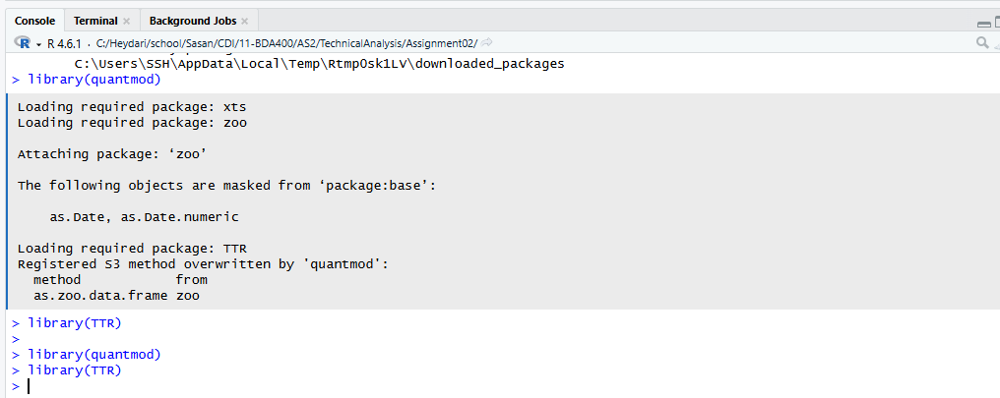 Console Terminal Background Jobs
R 4.6.1 · C:/Heydari/school/Sasan/CDI/11-BDA400/AS2/TechnicalAnalysis/Assignment02/
C:\Users\SSH\AppData\Local\Temp\RtmpOsk1LV\downloaded_packages
> library(quantmod)
Loading required package: xts
Loading required package: zoo
Attaching package: ‘zoo’
The following objects are masked from ‘package:base’:
as.Date, as.Date.numeric
Loading required package: TTR
Registered S3 method overwritten by 'quantmod':
method from
as.zoo.data.frame zoo
> library(TTR)
>
> library(quantmod)
> library(TTR)
>